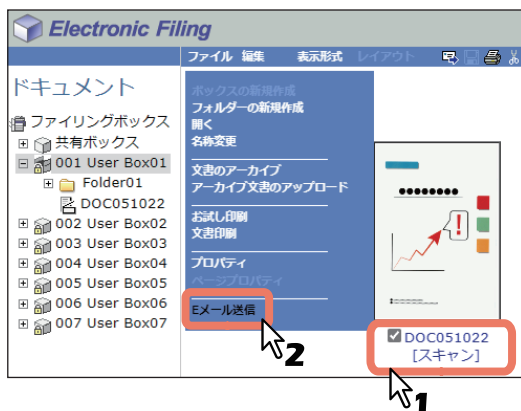 Electronic Filing
ファイル 編集 表示形式 レイアウト
ドキュメント
ファイリングボックス
共有ボックス
001 User Box01
Folder01
DOC051022
002 User Box02
003 User Box03
004 User Box04
005 User Box05
006 User Box06
007 User Box07
ボックスの新規作成
フォルダーの新規作成
開く
名称変更
文書のアーカイブ
アーカイブ文書のアップロード
お試し印刷
文書印刷
プロパティ
ページプロパティ
Eメール送信
2
!
DOC051022
[スキャン]
1